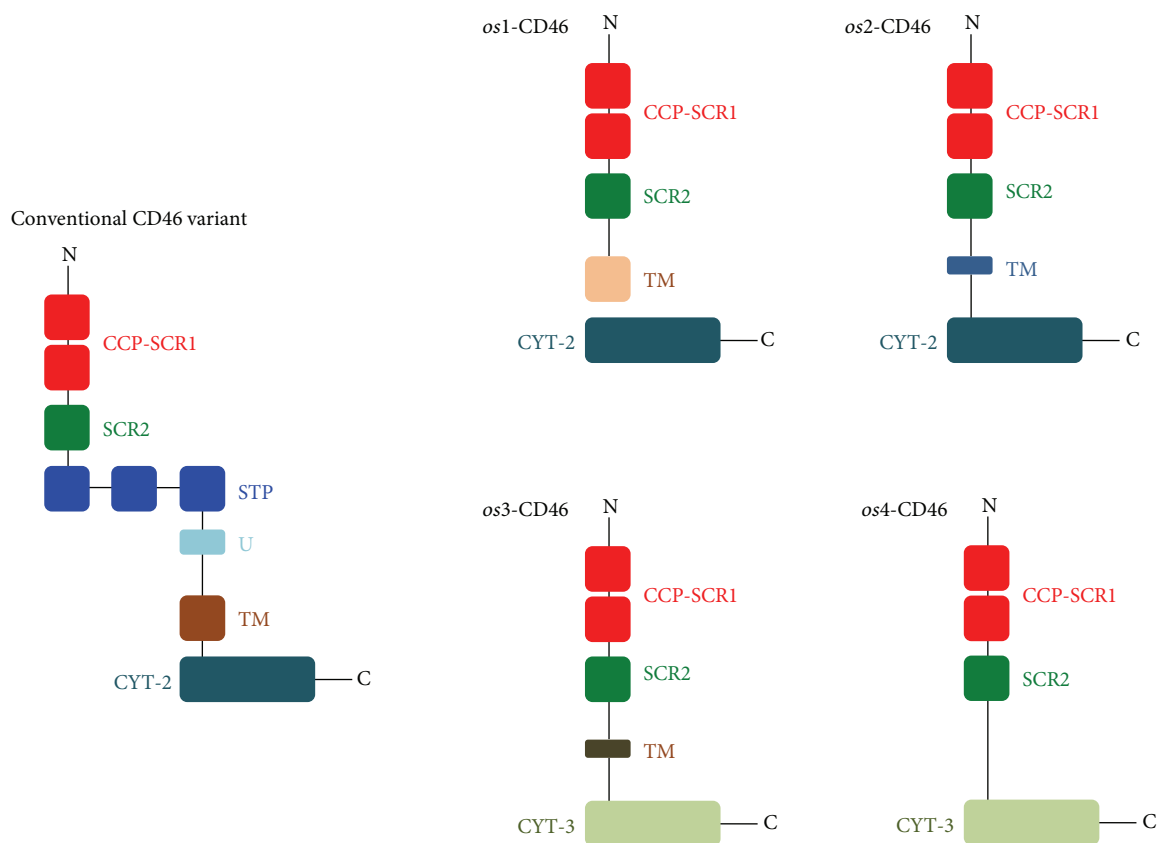 Conventional CD46 variant
N
CCP-SCR1
SCR2
STP
U
TM
CYT-2
C
os1-CD46
N
CCP-SCR1
SCR2
TM
CYT-2
C
os2-CD46
N
CCP-SCR1
SCR2
TM
CYT-2
C
os3-CD46
N
CCP-SCR1
SCR2
TM
CYT-3
C
os4-CD46
N
CCP-SCR1
SCR2
CYT-3
C